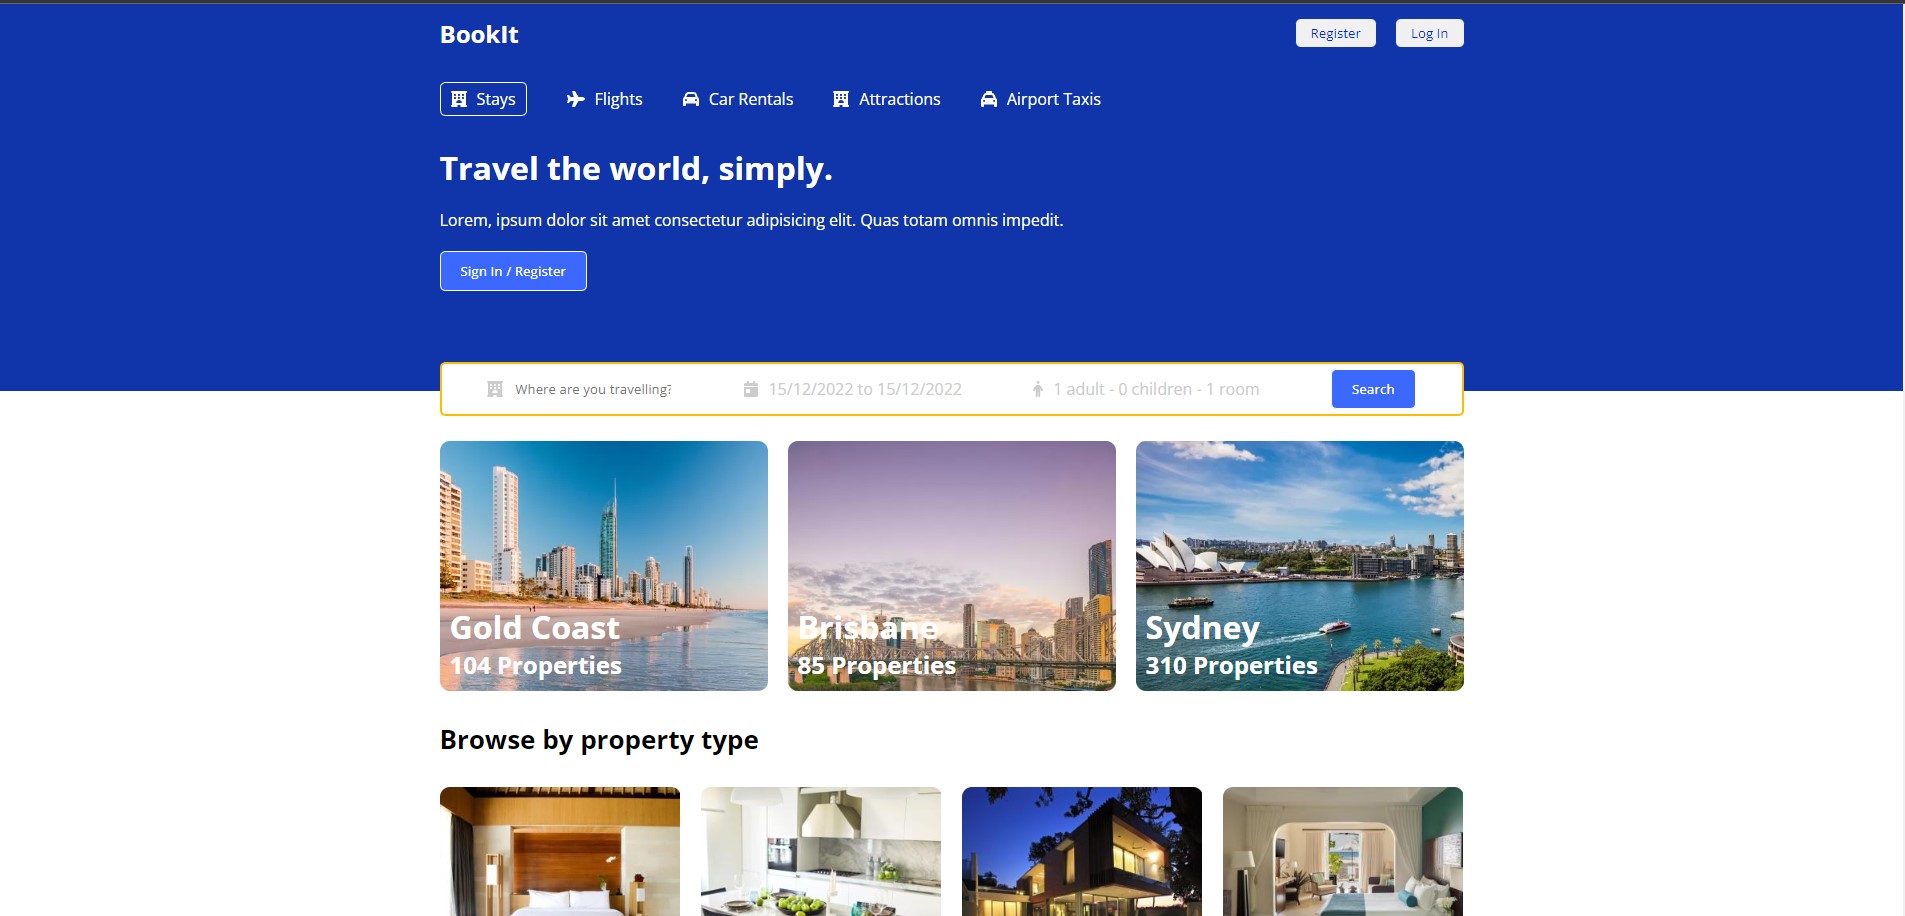 BookIt
Register
Log In
Stays
Flights
Car Rentals
Attractions
Airport Taxis
Travel the world, simply.
Lorem, ipsum dolor sit amet consectetur adipisicing elit. Quas totam omnis impedit.
Sign In / Register
Where are you travelling?
15/12/2022 to 15/12/2022
1 adult - 0 children - 1 room
Search
Gold Coast
104 Properties
Brisbane
85 Properties
Sydney
310 Properties
Browse by property type